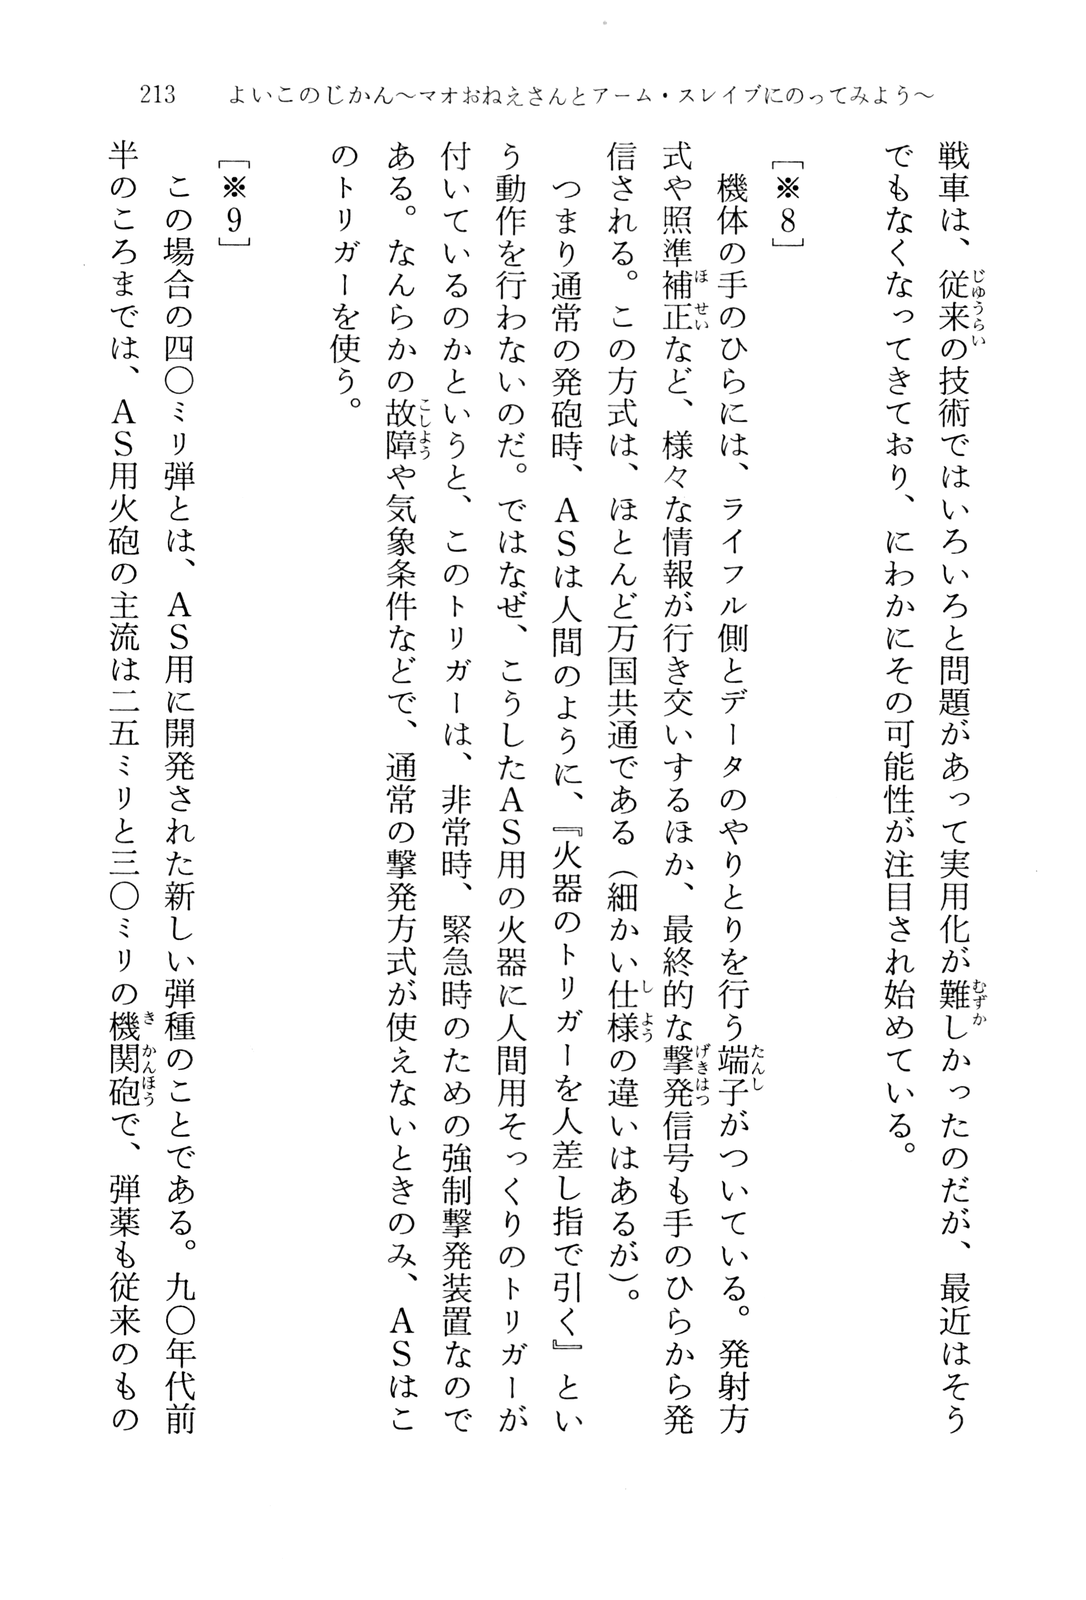 213　よいこのじかん〜マオおねえさんとアーム・スレイブにのってみよう〜
戦車は、従来の技術ではいろいろと問題があって実用化が難しかったのだが、最近はそう
でもなくなってきており、にわかにその可能性が注目され始めている。
［※8］
　機体の手のひらには、ライフル側とデータのやりとりを行う端子がついている。発射方
式や照準補正など、様々な情報が行き交いするほか、最終的な撃発信号も手のひらから発
信される。この方式は、ほとんど万国共通である（細かい仕様の違いはあるが）。
　つまり通常の発砲時、ＡＳは人間のように、『火器のトリガーを人差し指で引く』とい
う動作を行わないのだ。ではなぜ、こうしたＡＳ用の火器に人間用そっくりのトリガーが
付いているのかというと、このトリガーは、非常時、緊急時のための強制撃発装置なので
ある。なんらかの故障や気象条件などで、通常の撃発方式が使えないときのみ、ＡＳはこ
のトリガーを使う。
［※9］
　この場合の四〇ミリ弾とは、ＡＳ用に開発された新しい弾種のことである。九〇年代前
半のころまでは、ＡＳ用火砲の主流は二五ミリと三〇ミリの機関砲で、弾薬も従来のもの